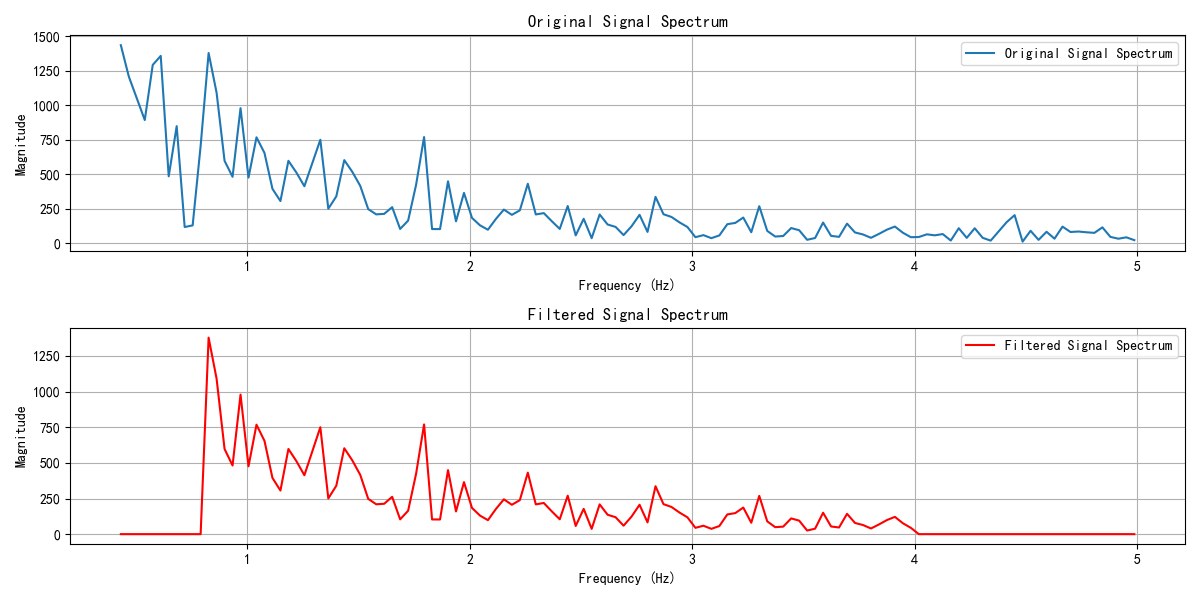 Original Signal Spectrum
Original Signal Spectrum
Magnitude
1500
1250
1000
750
500
250
0
1 2 3 4 5
Frequency (Hz)
Filtered Signal Spectrum
Filtered Signal Spectrum
Magnitude
1250
1000
750
500
250
0
1 2 3 4 5
Frequency (Hz)